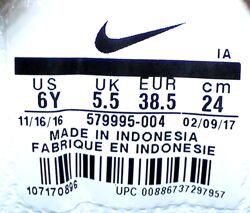 IA
US UK EUR cm
6Y 5.5 38.5 24
11/16/16 579995-004 02/09/17
MADE IN INDONESIA
FABRIQUE EN INDONESIE
107170896
UPC 00886737297957